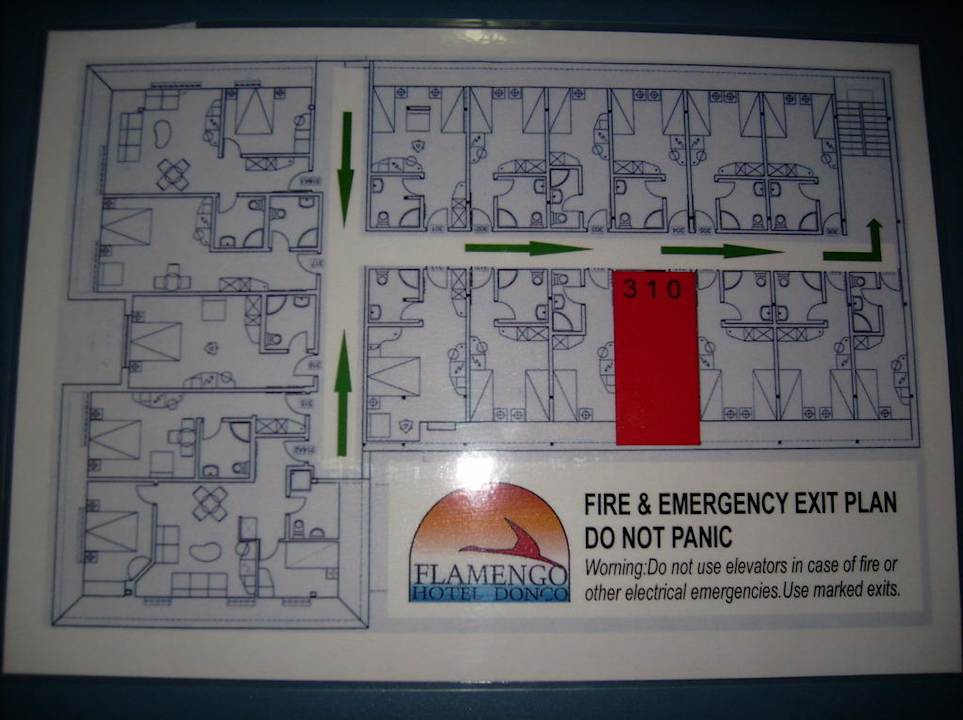 310
FIRE & EMERGENCY EXIT PLAN
DO NOT PANIC
Worning:Do not use elevators in case of fire or
other electrical emergencies.Use marked exits.
FLAMENGO
HOTEL DONCO